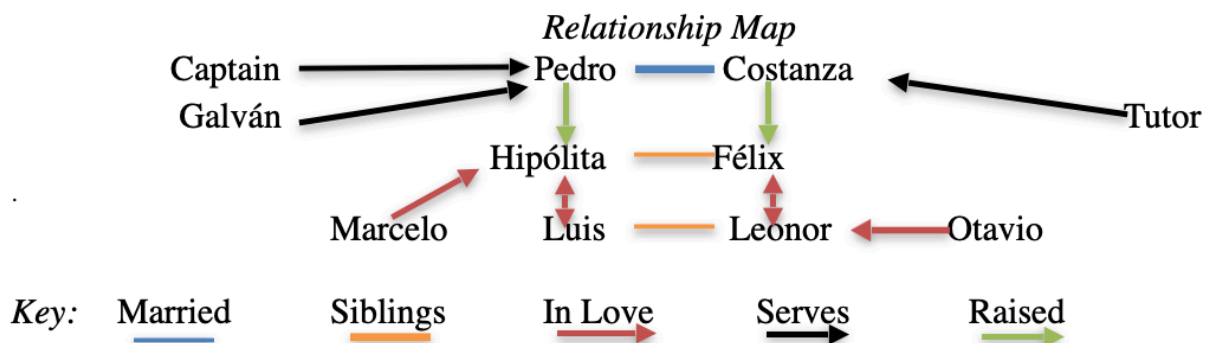 Relationship Map
Captain Pedro Costanza
Galván Tutor
Hipólita Félix
.
Marcelo Luis Leonor Otavio
Key: Married Siblings In Love Serves Raised